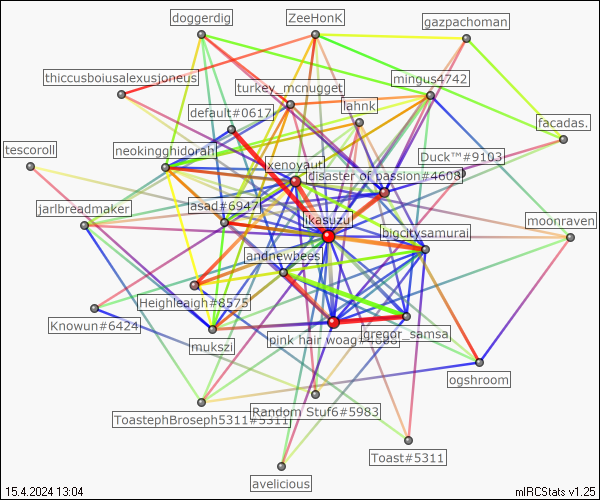 doggerdig
ZeeHonK
gazpachoman
thiccusboiusalexusjoneus
turkey_mcnugget
mingus4742
default#0617
lahnk
facadas.
tescoroll
neokingghidorah
xenoyaut
Duck™#9103
disaster of passion#4608
jarlbreadmaker
asad#6947
ikasuzu
bigcitysamurai
moonraven
andnewbees
Heighleaigh#8575
Knowun#6424
mukszi
pink hair woag#4688
gregor_samsa
ogshroom
ToastephBroseph5311#5311
Random Stuf6#5983
Toast#5311
avelicious
15.4.2024 13:04
mIRCStats v1.25